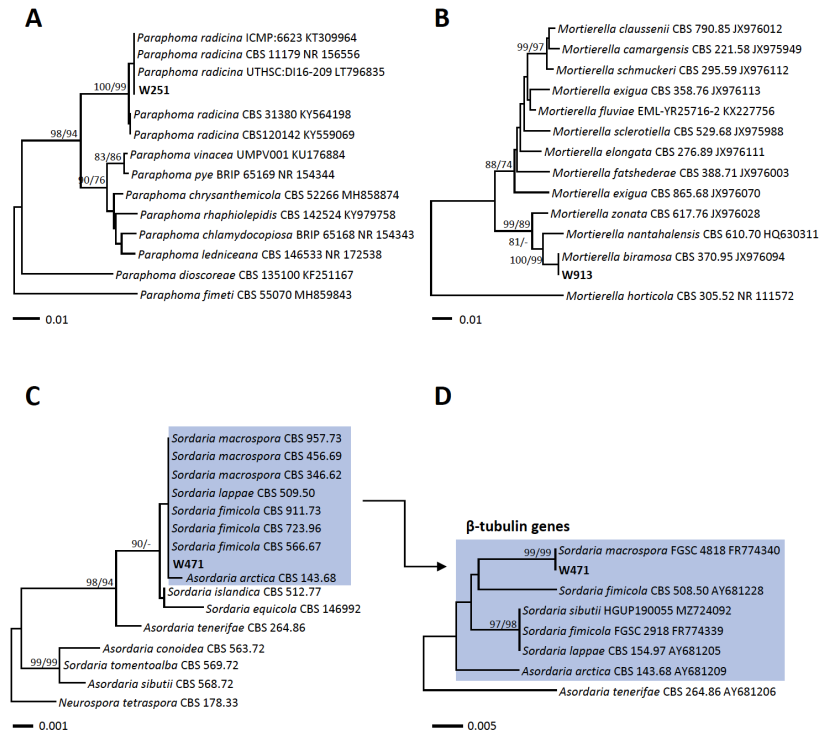 A
Paraphoma radicina ICMP:6623 KT309964
Paraphoma radicina CBS 11179 NR 156556
Paraphoma radicina UTHSC:DI16-209 LT796835
100/99
W251
Paraphoma radicina CBS 31380 KY564198
98/94
Paraphoma radicina CBS120142 KY559069
83/86
Paraphoma vinacea UMPV001 KU176884
Paraphoma pye BRIP 65169 NR 154344
90/76
Paraphoma chrysanthemicola CBS 52266 MH858874
Paraphoma rhaphiolepidis CBS 142524 KY979758
Paraphoma chlamydocopiosa BRIP 65168 NR 154343
Paraphoma ledniceana CBS 146533 NR 172538
Paraphoma dioscoreae CBS 135100 KF251167
Paraphoma fimeti CBS 55070 MH859843
0.01
B
Mortierella claussenii CBS 790.85 JX976012
99/97
Mortierella camargensis CBS 221.58 JX975949
Mortierella schmuckeri CBS 295.59 JX976112
Mortierella exigua CBS 358.76 JX976113
Mortierella fluviae EML-YR25716-2 KX227756
Mortierella sclerotiella CBS 529.68 JX975988
Mortierella elongata CBS 276.89 JX976111
88/74
Mortierella fatshederae CBS 388.71 JX976003
Mortierella exigua CBS 865.68 JX976070
Mortierella zonata CBS 617.76 JX976028
99/89
Mortierella nantahalensis CBS 610.70 HQ630311
81/-
Mortierella biramosa CBS 370.95 JX976094
100/99
W913
Mortierella horticola CBS 305.52 NR 111572
0.01
C
Sordaria macrospora CBS 957.73
Sordaria macrospora CBS 456.69
Sordaria macrospora CBS 346.62
Sordaria lappae CBS 509.50
Sordaria fimicola CBS 911.73
Sordaria fimicola CBS 723.96
90/-
Sordaria fimicola CBS 566.67
W471
Asordaria arctica CBS 143.68
98/94
Sordaria islandica CBS 512.77
Sordaria equicola CBS 146992
Asordaria tenerifae CBS 264.86
Asordaria conoidea CBS 563.72
99/99
Sordaria tomentoalba CBS 569.72
Asordaria sibutii CBS 568.72
Neurospora tetraspora CBS 178.33
0.001
D
β-tubulin genes
99/99
Sordaria macrospora FGSC 4818 FR774340
W471
Sordaria fimicola CBS 508.50 AY681228
Sordaria sibutii HGUP190055 MZ724092
97/98
Sordaria fimicola FGSC 2918 FR774339
Sordaria lappae CBS 154.97 AY681205
Asordaria arctica CBS 143.68 AY681209
Asordaria tenerifae CBS 264.86 AY681206
0.005